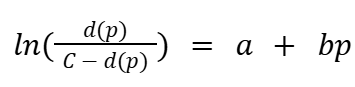 ln(d(p)/(C – d(p))) = a + bp